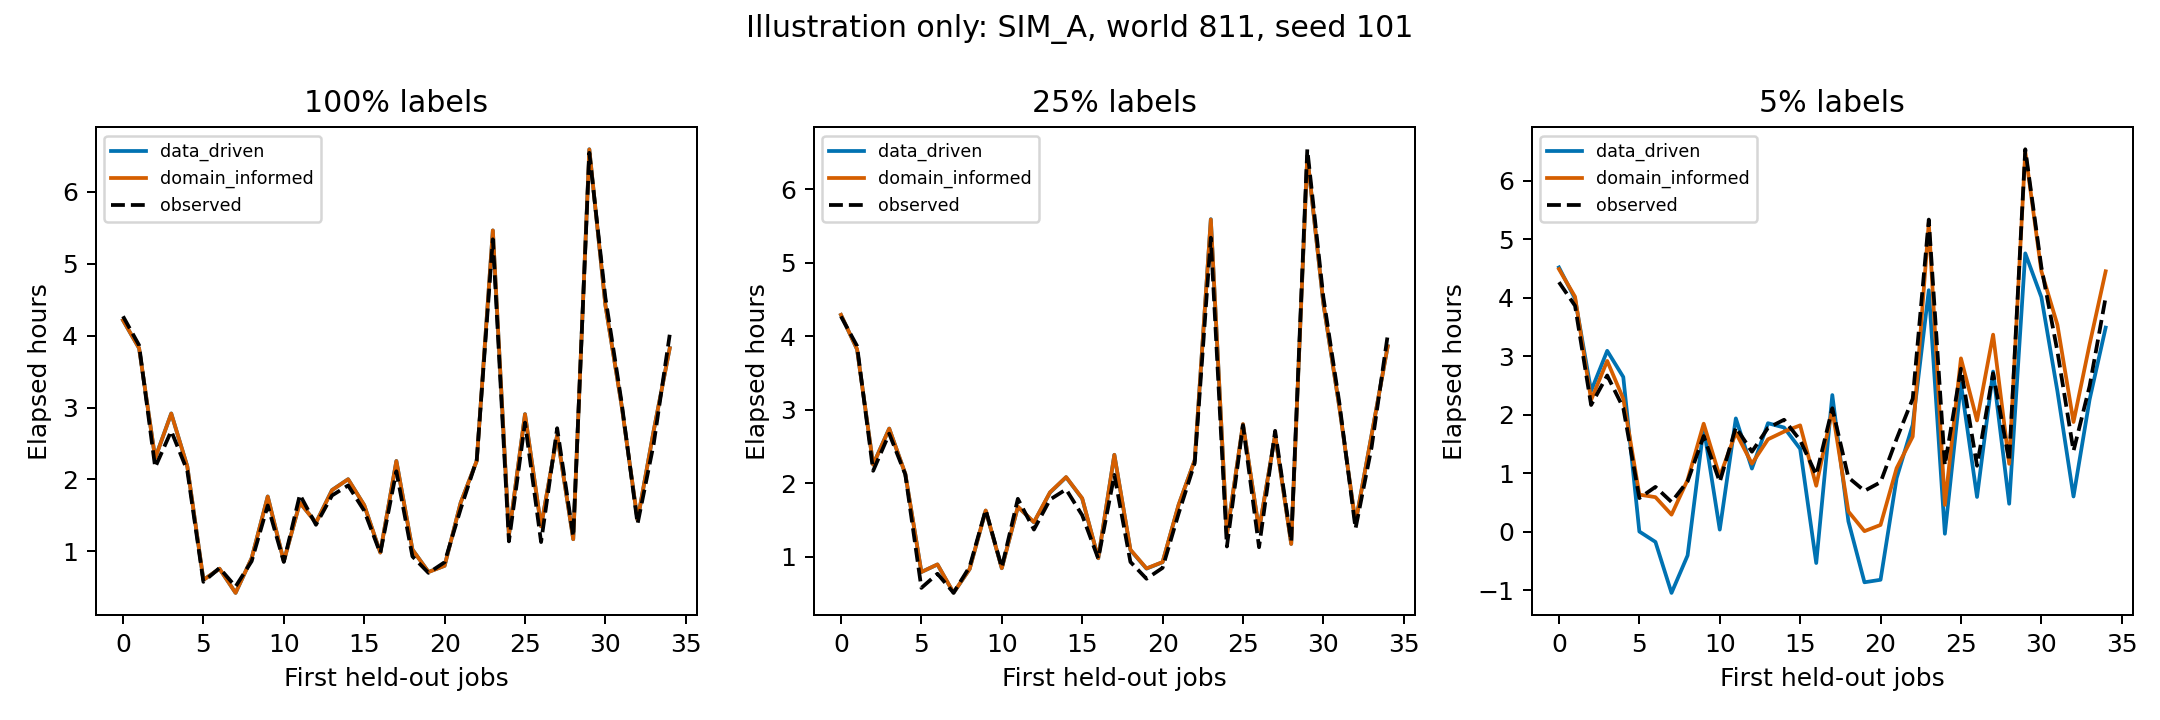 Illustration only: SIM_A, world 811, seed 101
100% labels
data_driven
domain_informed
observed
Elapsed hours
6
5
4
3
2
1
0 5 10 15 20 25 30 35
First held-out jobs
25% labels
data_driven
domain_informed
observed
Elapsed hours
6
5
4
3
2
1
0 5 10 15 20 25 30 35
First held-out jobs
5% labels
data_driven
domain_informed
observed
Elapsed hours
6
5
4
3
2
1
0
−1
0 5 10 15 20 25 30 35
First held-out jobs